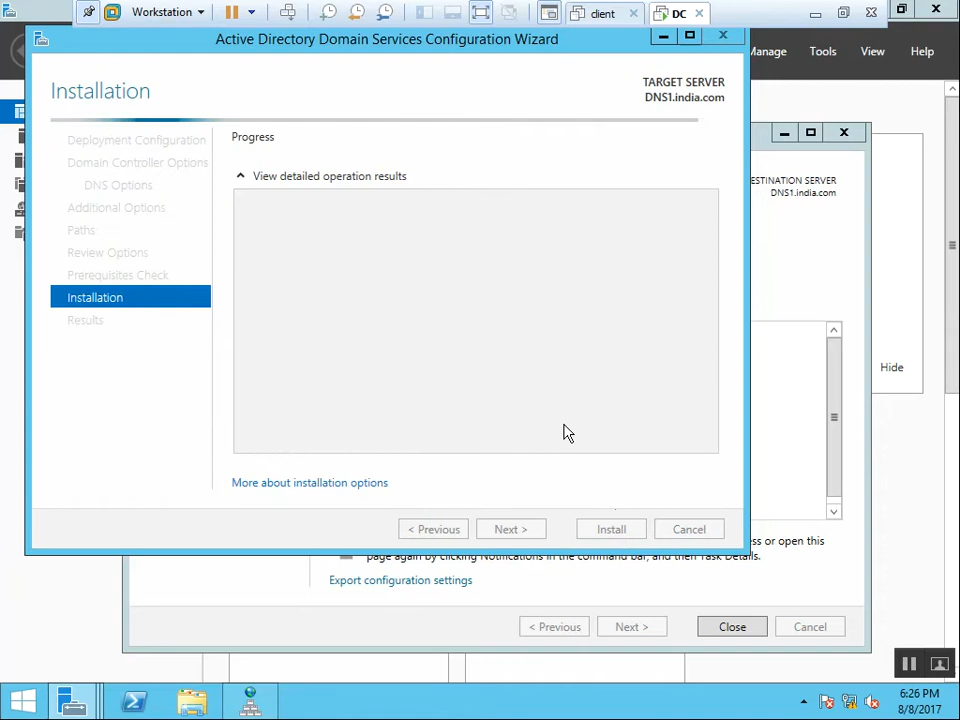 Workstation
client
DC
Active Directory Domain Services Configuration Wizard
Manage
Tools
View
Help
Installation
TARGET SERVER
DNS1.india.com
Deployment Configuration
Domain Controller Options
DNS Options
Additional Options
Paths
Review Options
Prerequisites Check
Installation
Results
Progress
View detailed operation results
More about installation options
< Previous
Next >
Install
Cancel
ESTINATION SERVER
DNS1.india.com
Hide
ss or open this
page again by clicking Notifications in the command bar, and then Task Details.
Export configuration settings
< Previous
Next >
Close
Cancel
6:26 PM
8/8/2017